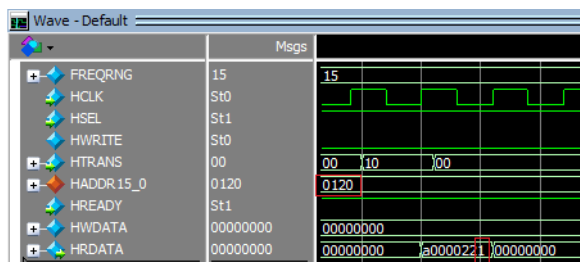 Wave - Default
Msgs
FREQRNG 15 15
HCLK St0
HSEL St1
HWRITE St0
HTRANS 00 00 10 00
HADDR15_0 0120 0120
HREADY St1
HWDATA 00000000 00000000
HRDATA 00000000 00000000 a0000221 00000000